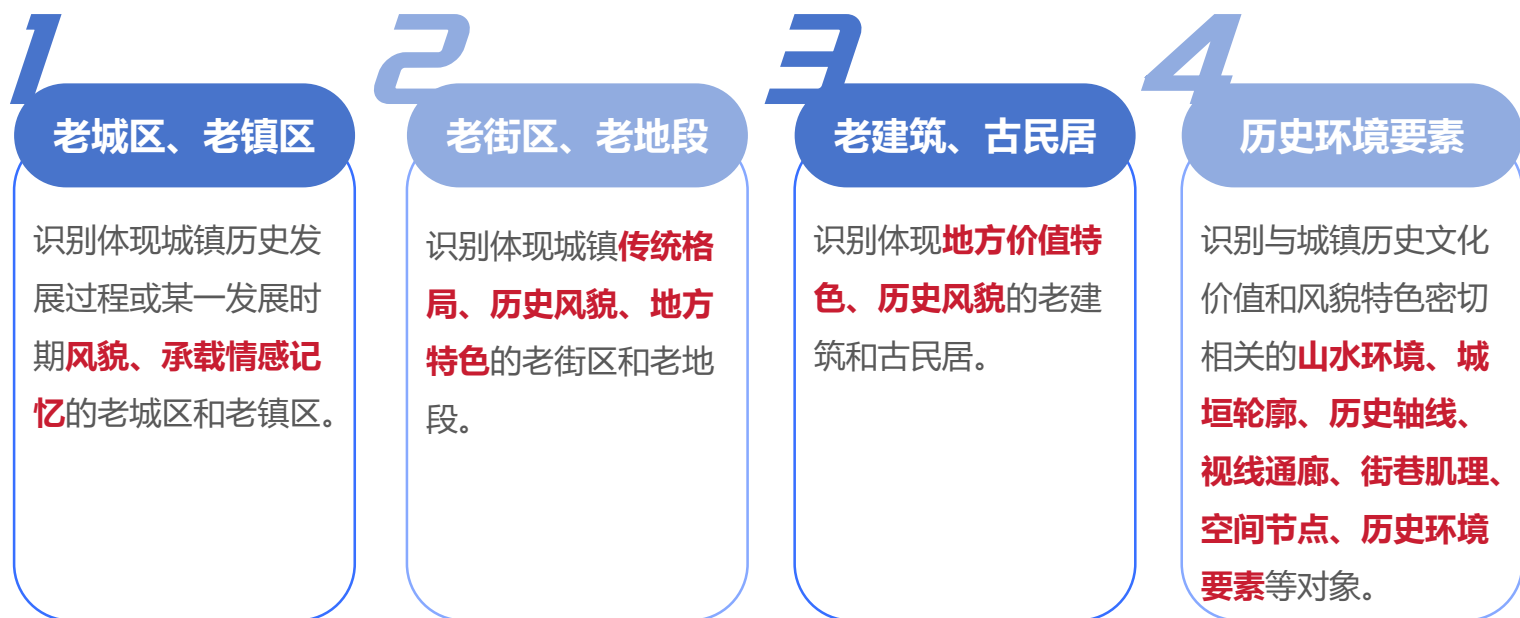 1
老城区、老镇区
识别体现城镇历史发
展过程或某一发展时
期风貌、承载情感记
忆的老城区和老镇区。
2
老街区、老地段
识别体现城镇传统格
局、历史风貌、地方
特色的老街区和老地
段。
3
老建筑、古民居
识别体现地方价值特
色、历史风貌的老建
筑和古民居。
4
历史环境要素
识别与城镇历史文化
价值和风貌特色密切
相关的山水环境、城
垣轮廓、历史轴线、
视线通廊、街巷肌理、
空间节点、历史环境
要素等对象。